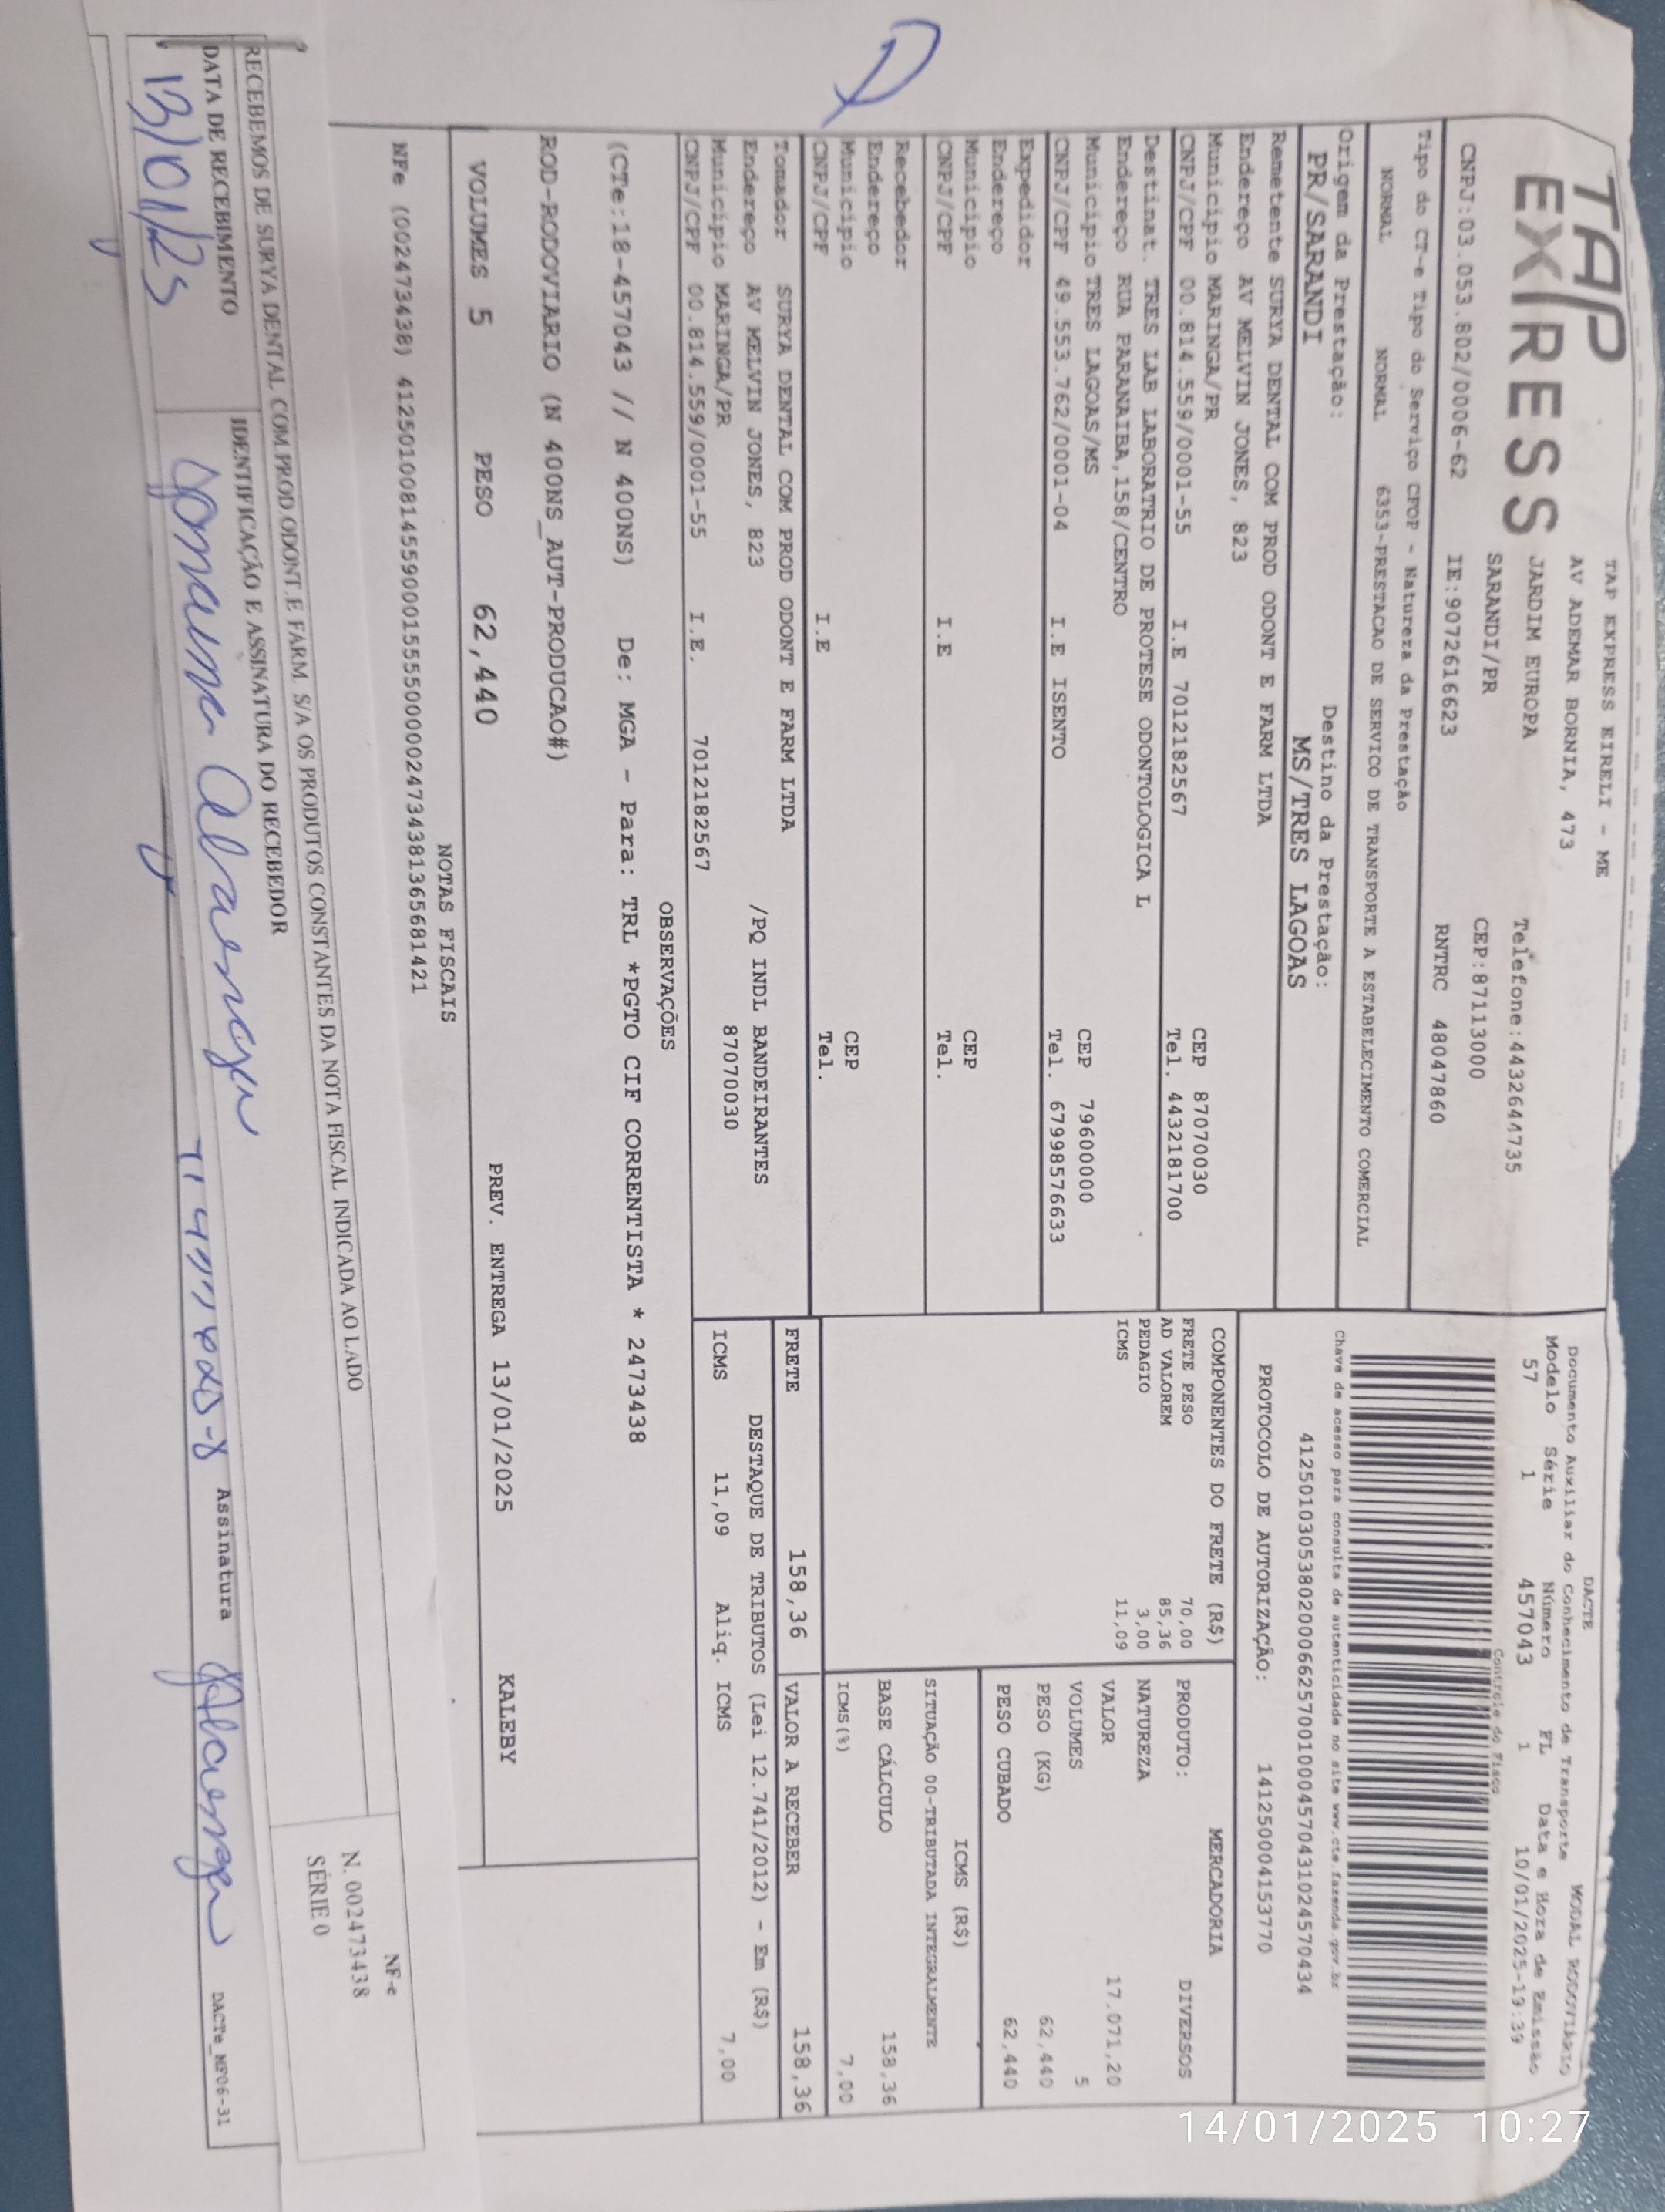 TAP
EXPRESS
TAP EXPRESS EIRELI - ME
AV ADEMAR BORNIA, 473
JARDIM EUROPA Telefone:4432644735
SARANDI/PR CEP:87113000
CNPJ:03.053.802/0006-62 IE:9072616623 RNTRC 48047860
Tipo do CT-e Tipo do Serviço CFOP - Natureza da Prestação
NORMAL NORMAL 6353-PRESTACAO DE SERVICO DE TRANSPORTE A ESTABELECIMENTO COMERCIAL
Origem da Prestação: Destino da Prestação:
PR/SARANDI MS/TRES LAGOAS
DACTE
Documento Auxiliar do Conhecimento de Transporte MODAL RODOVIÁRIO
Modelo Série Número FL Data e Hora de Emissão
57 1 457043 1 10/01/2025-19:39
Controle do Fisco
Chave de acesso para consulta de autenticidade no site www.cte.fazenda.gov.br
41250103053802000662570010004570431024570434
PROTOCOLO DE AUTORIZAÇÃO: 141250004153770
Remetente SURYA DENTAL COM PROD ODONT E FARM LTDA
Endereço AV MELVIN JONES, 823
Municipio MARINGA/PR CEP 87070030
CNPJ/CPF 00.814.559/0001-55 I.E 7012182567 Tel. 4432181700
Destinat. TRES LAB LABORATRIO DE PROTESE ODONTOLOGICA L
Endereço RUA PARANAIBA,158/CENTRO
Municipio TRES LAGOAS/MS CEP 79600000
CNPJ/CPF 49.553.762/0001-04 I.E ISENTO Tel. 67998576633
Expedidor
Endereço
Municipio CEP
CNPJ/CPF I.E Tel.
Recebedor
Endereço
Municipio CEP
CNPJ/CPF I.E Tel.
Tomador SURYA DENTAL COM PROD ODONT E FARM LTDA
Endereço AV MELVIN JONES, 823 /PQ INDL BANDEIRANTES
Municipio MARINGA/PR 87070030
CNPJ/CPF 00.814.559/0001-55 I.E. 7012182567
COMPONENTES DO FRETE (R$)
FRETE PESO 70,00
AD VALOREM 85,36
PEDAGIO 3,00
ICMS 11,09
MERCADORIA
PRODUTO: DIVERSOS
NATUREZA
VALOR 17.071,20
VOLUMES 5
PESO (KG) 62,440
PESO CUBADO 62,440
ICMS (R$)
SITUAÇÃO 00-TRIBUTADA INTEGRALMENTE
BASE CÁLCULO 158,36
ICMS(%) 7,00
FRETE 158,36 VALOR A RECEBER 158,36
DESTAQUE DE TRIBUTOS (Lei 12.741/2012) - Em (R$)
ICMS 11,09 Aliq. ICMS 7,00
OBSERVAÇÕES
(CTe:18-457043 // N 400NS) De: MGA - Para: TRL *PGTO CIF CORRENTISTA * 2473438
ROD-RODOVIARIO (N 400NS_AUT-PRODUCAO#)
VOLUMES 5 PESO 62,440 PREV. ENTREGA 13/01/2025 KALEBY
NOTAS FISCAIS
NFe (002473438) 41250100814559000155550000024734381365681421
RECEBEMOS DE SURYA DENTAL COM.PROD.ODONT.E FARM. S/A OS PRODUTOS CONSTANTES DA NOTA FISCAL INDICADA AO LADO
DATA DE RECEBIMENTO IDENTIFICAÇÃO E ASSINATURA DO RECEBEDOR
13/01/25
NF-e
N. 002473438
SÉRIE 0
Assinatura
DACTe_MF06-31
14/01/2025 10:27